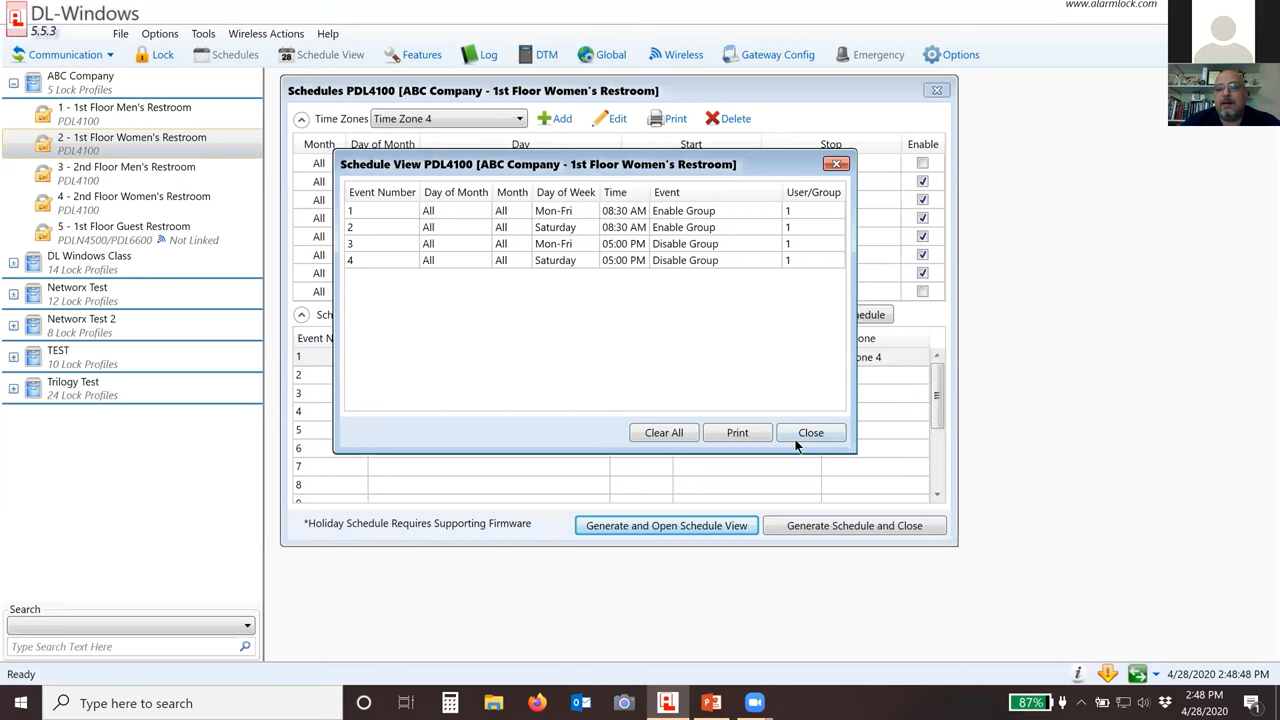 DL-Windows
5.5.3
www.alarmlock.com
File Options Tools Wireless Actions Help
Communication Lock Schedules 28 Schedule View Features Log DTM Global Wireless Gateway Config Emergency Options
ABC Company
5 Lock Profiles
1 - 1st Floor Men's Restroom
PDL4100
2 - 1st Floor Women's Restroom
PDL4100
3 - 2nd Floor Men's Restroom
PDL4100
4 - 2nd Floor Women's Restroom
PDL4100
5 - 1st Floor Guest Restroom
PDLN4500/PDL6600 Not Linked
DL Windows Class
14 Lock Profiles
Networx Test
12 Lock Profiles
Networx Test 2
8 Lock Profiles
TEST
10 Lock Profiles
Trilogy Test
24 Lock Profiles
Search
Type Search Text Here
Schedules PDL4100 [ABC Company - 1st Floor Women's Restroom]
Time Zones Time Zone 4 Add Edit Print Delete
Month Day of Month Day Start Stop Enable
All
All
All
All
All
All
All
All
Schedule View PDL4100 [ABC Company - 1st Floor Women's Restroom]
Event Number Day of Month Month Day of Week Time Event User/Group
1 All All Mon-Fri 08:30 AM Enable Group 1
2 All All Saturday 08:30 AM Enable Group 1
3 All All Mon-Fri 05:00 PM Disable Group 1
4 All All Saturday 05:00 PM Disable Group 1
Clear All Print Close
Sch edule
Event N one
1 one 4
2
3
4
5
6
7
8
*Holiday Schedule Requires Supporting Firmware Generate and Open Schedule View Generate Schedule and Close
Ready 4/28/2020 2:48:48 PM
Type here to search 87% 2:48 PM
4/28/2020